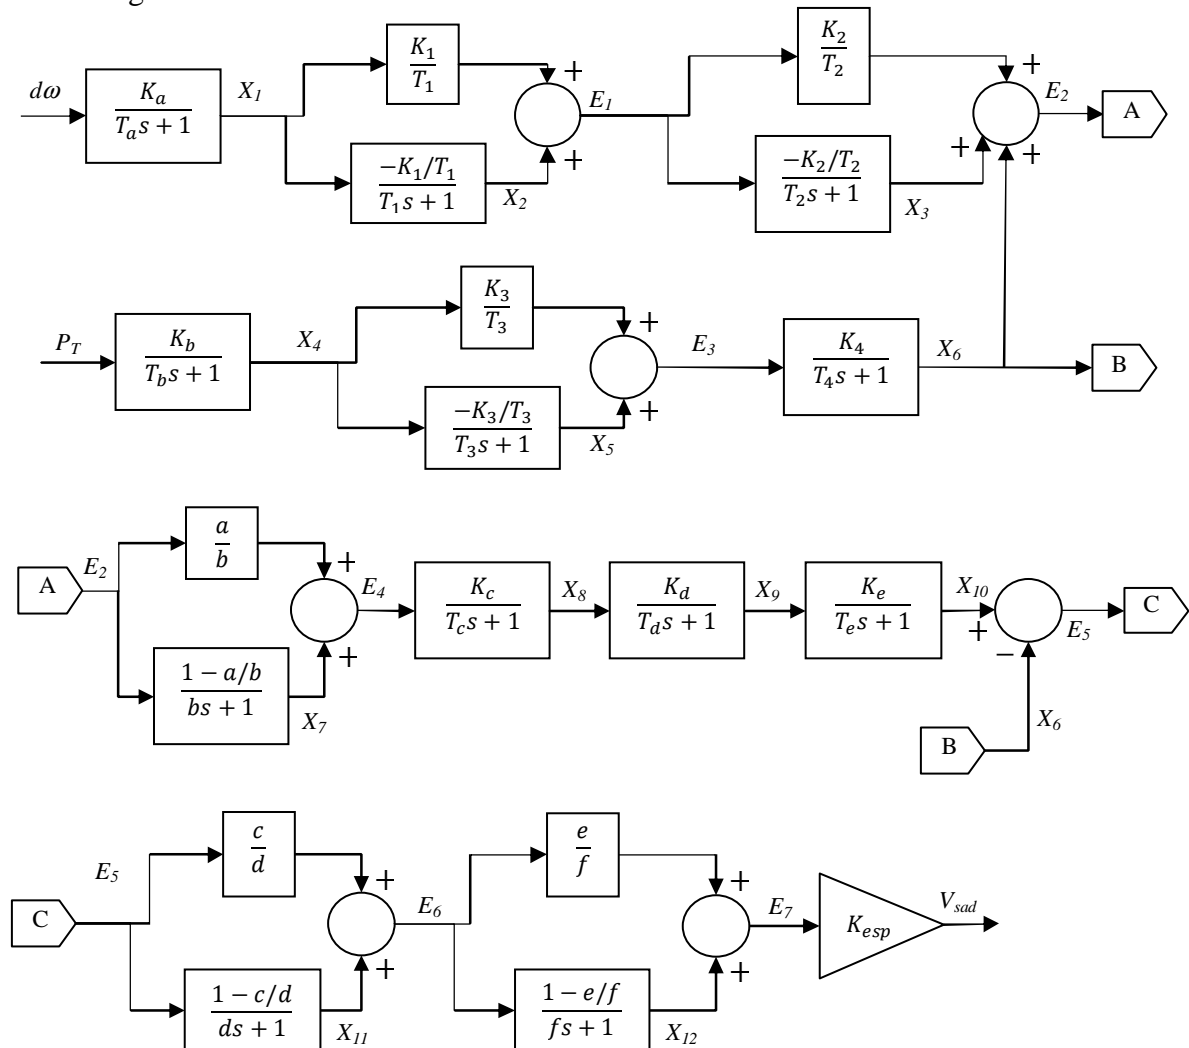 dω
K_a / (T_a s + 1)
X_1
K_1 / T_1
(-K_1/T_1) / (T_1 s + 1)
X_2
+
+
E_1
K_2 / T_2
(-K_2/T_2) / (T_2 s + 1)
X_3
+
+
+
E_2
A
P_T
K_b / (T_b s + 1)
X_4
K_3 / T_3
(-K_3/T_3) / (T_3 s + 1)
X_5
+
+
E_3
K_4 / (T_4 s + 1)
X_6
B
A
E_2
a / b
(1 - a/b) / (bs + 1)
X_7
+
+
E_4
K_c / (T_c s + 1)
X_8
K_d / (T_d s + 1)
X_9
K_e / (T_e s + 1)
X_10
+
−
E_5
C
B
X_6
C
E_5
c / d
(1 - c/d) / (ds + 1)
X_11
+
+
E_6
e / f
(1 - e/f) / (fs + 1)
X_12
+
+
E_7
K_esp
V_sad